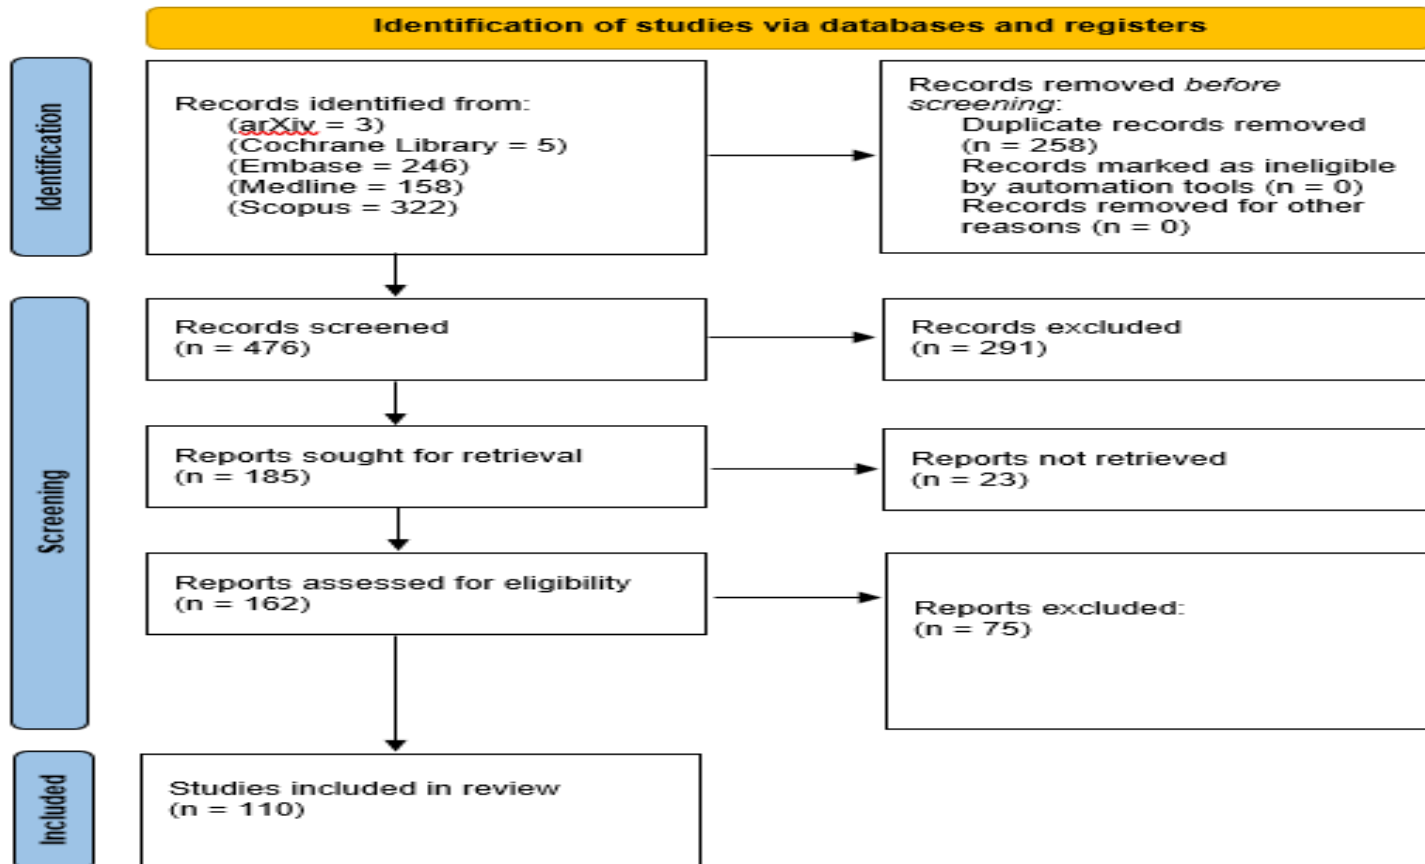 Identification of studies via databases and registers
Identification
Records identified from:
(arXiv = 3)
(Cochrane Library = 5)
(Embase = 246)
(Medline = 158)
(Scopus = 322)
Records removed before
screening:
Duplicate records removed
(n = 258)
Records marked as ineligible
by automation tools (n = 0)
Records removed for other
reasons (n = 0)
Screening
Records screened
(n = 476)
Records excluded
(n = 291)
Reports sought for retrieval
(n = 185)
Reports not retrieved
(n = 23)
Reports assessed for eligibility
(n = 162)
Reports excluded:
(n = 75)
Included
Studies included in review
(n = 110)